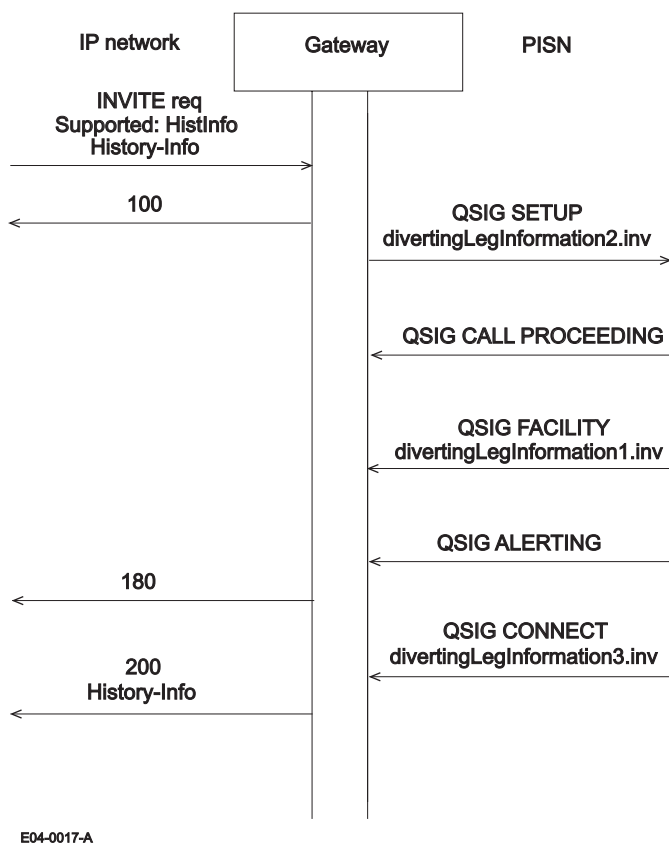 IP network
Gateway
PISN
INVITE req
Supported: HistInfo
History-Info
100
QSIG SETUP
divertingLegInformation2.inv
QSIG CALL PROCEEDING
QSIG FACILITY
divertingLegInformation1.inv
QSIG ALERTING
180
QSIG CONNECT
divertingLegInformation3.inv
200
History-Info
E04-0017-A